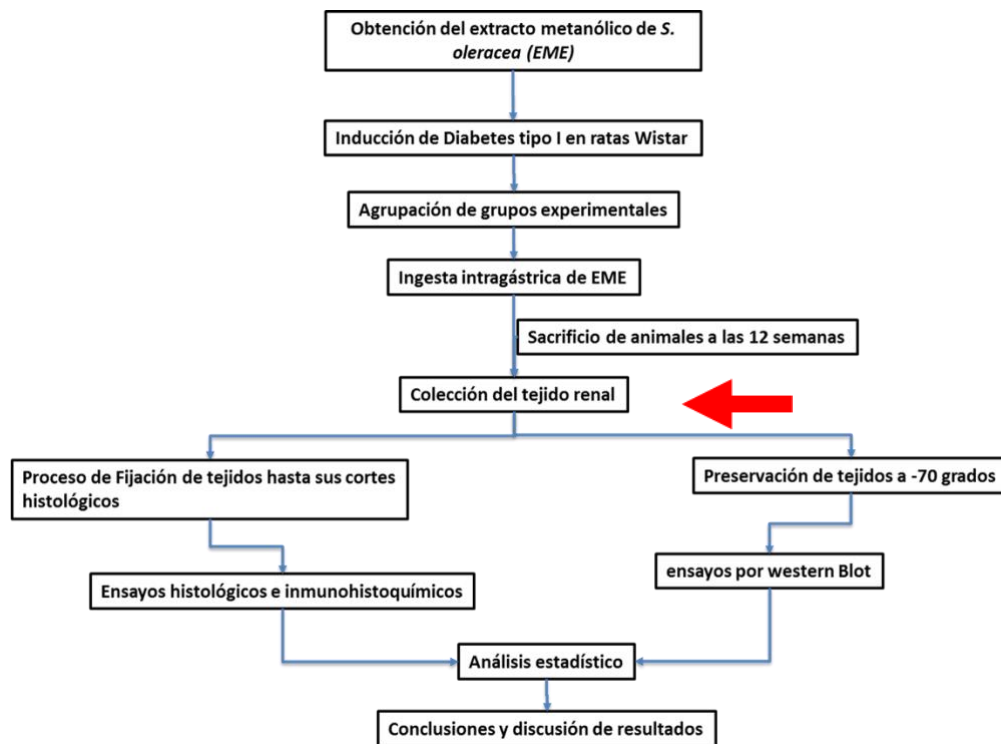 Obtención del extracto metanólico de S.
oleracea (EME)
Inducción de Diabetes tipo I en ratas Wistar
Agrupación de grupos experimentales
Ingesta intragástrica de EME
Sacrificio de animales a las 12 semanas
Colección del tejido renal
Proceso de Fijación de tejidos hasta sus cortes
histológicos
Preservación de tejidos a -70 grados
Ensayos histológicos e inmunohistoquímicos
ensayos por western Blot
Análisis estadístico
Conclusiones y discusión de resultados